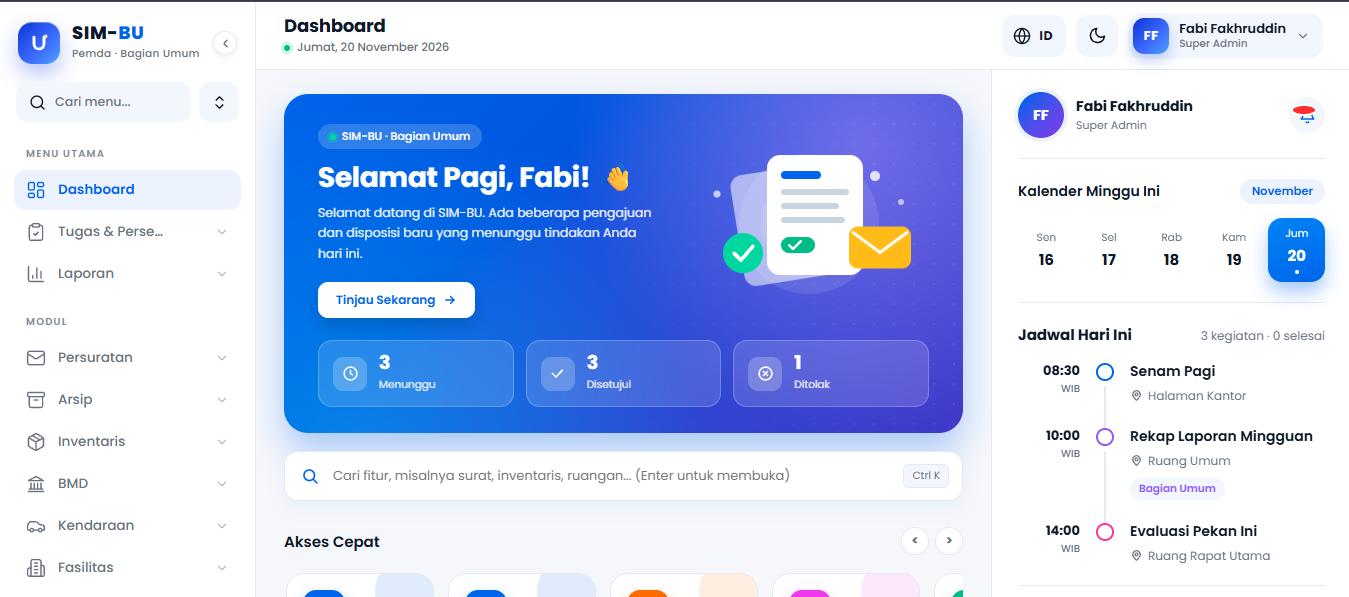 SIM-BU
Pemda · Bagian Umum
Cari menu...
MENU UTAMA
Dashboard
Tugas & Perse...
Laporan
MODUL
Persuratan
Arsip
Inventaris
BMD
Kendaraan
Fasilitas
Dashboard
Jumat, 20 November 2026
ID
FF
Fabi Fakhruddin
Super Admin
SIM-BU · Bagian Umum
Selamat Pagi, Fabi! 👋
Selamat datang di SIM-BU. Ada beberapa pengajuan
dan disposisi baru yang menunggu tindakan Anda
hari ini.
Tinjau Sekarang →
3
Menunggu
3
Disetujui
1
Ditolak
Cari fitur, misalnya surat, inventaris, ruangan... (Enter untuk membuka)
Ctrl K
Akses Cepat
FF
Fabi Fakhruddin
Super Admin
Kalender Minggu Ini
November
Sen Sel Rab Kam Jum
16 17 18 19 20
Jadwal Hari Ini
3 kegiatan · 0 selesai
08:30 WIB
Senam Pagi
Halaman Kantor
10:00 WIB
Rekap Laporan Mingguan
Ruang Umum
Bagian Umum
14:00 WIB
Evaluasi Pekan Ini
Ruang Rapat Utama